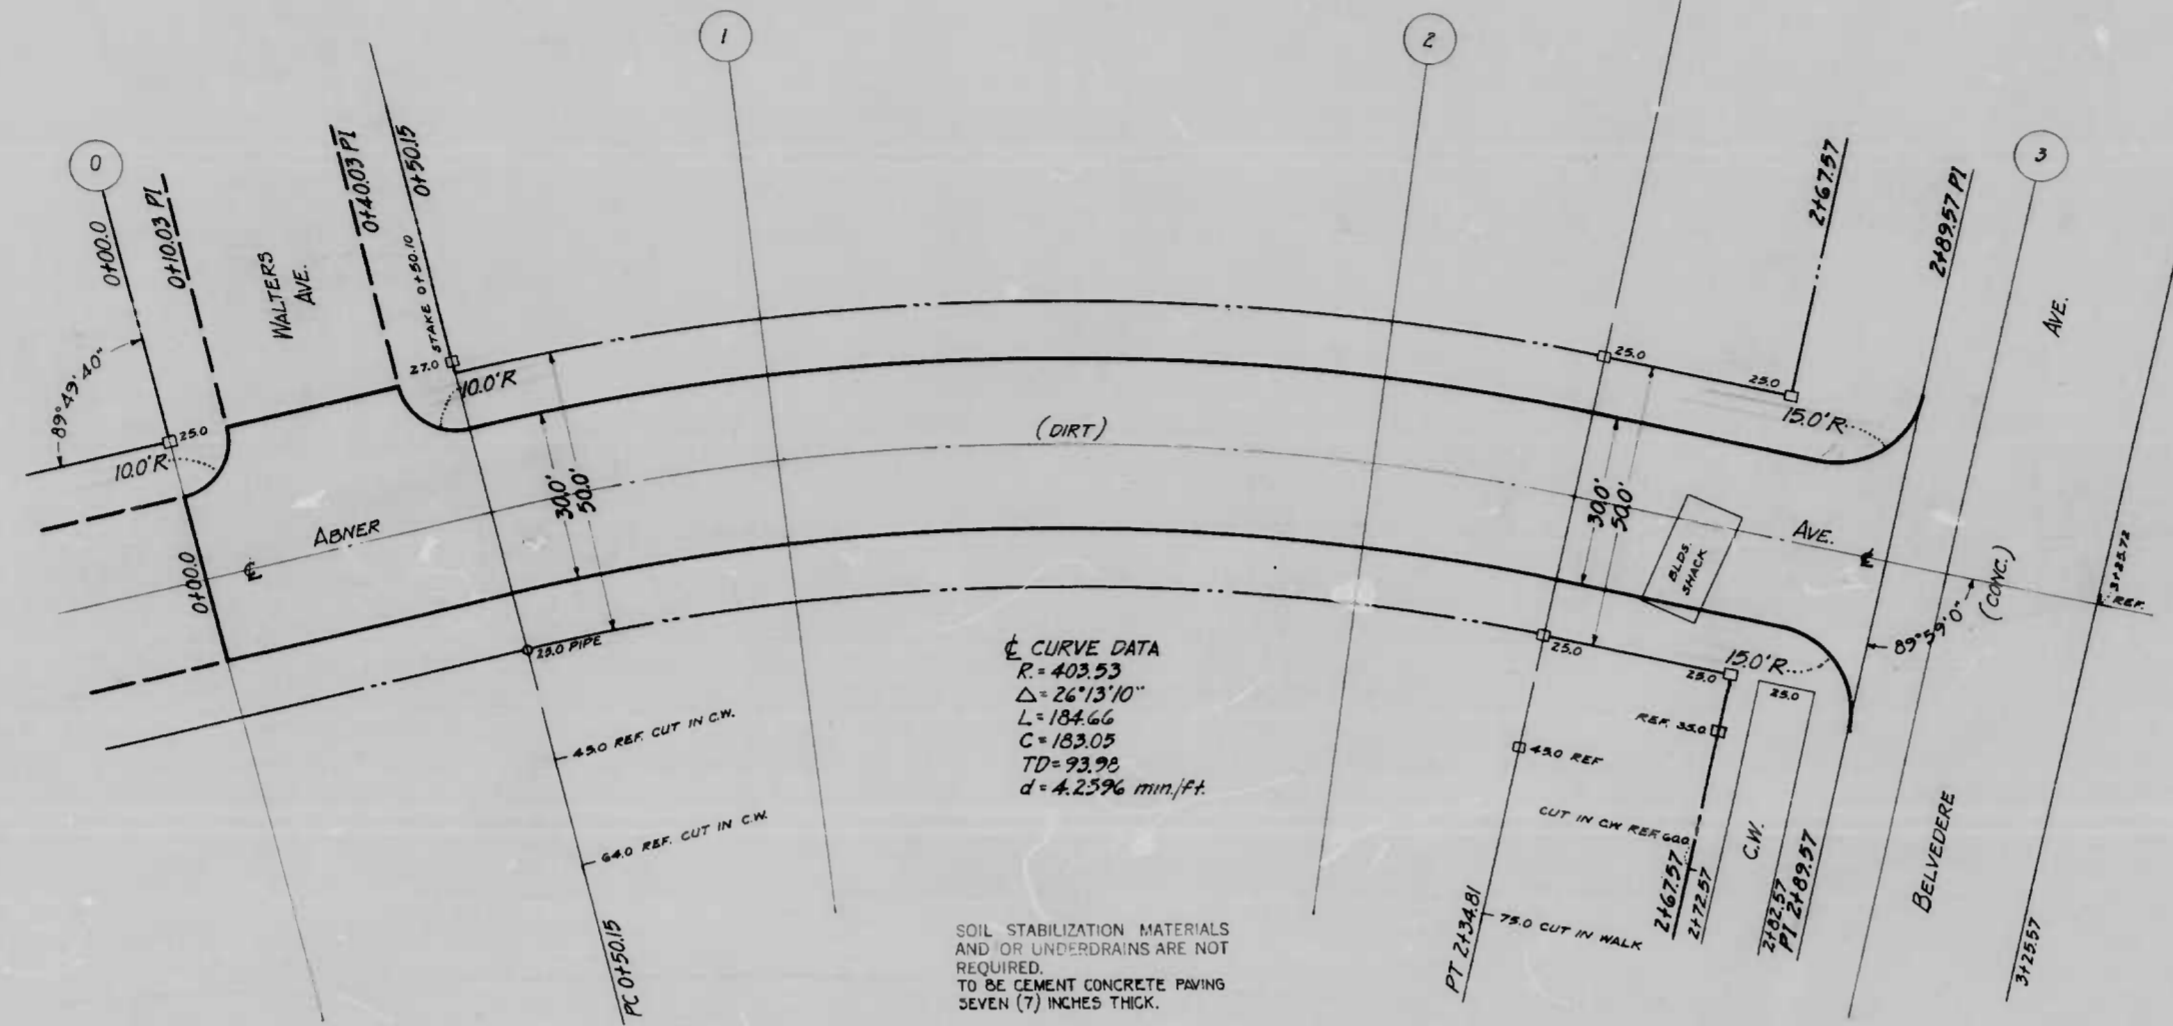 0
1
2
3
0+00.0
0+10.03 PI
WALTERS
AVE.
0+40.03 PI
0+50.15
STAKE 0+50.10
27.0
10.0'R
89°49'40"
25.0
10.0'R
0+00.0
ABNER
℄
30.0'
50.0'
(DIRT)
25.0
25.0
2+67.57
2+89.57 PI
AVE.
15.0'R
30.0'
50.0'
BLDS.
SHACK
AVE.
℄
89°59'0"
(CONC.)
3+25.72
REF.
25.0 PIPE
45.0 REF. CUT IN C.W.
64.0 REF. CUT IN C.W.
PC 0+50.15
℄ CURVE DATA
R.= 403.53
Δ = 26°13'10"
L = 184.66
C = 183.05
TD = 93.98
d = 4.2596 min./ft.
SOIL STABILIZATION MATERIALS
AND OR UNDERDRAINS ARE NOT
REQUIRED.
TO BE CEMENT CONCRETE PAVING
SEVEN (7) INCHES THICK.
25.0
25.0
15.0'R
25.0
REF. 35.0
45.0 REF
CUT IN CW REF. 60.0
75.0 CUT IN WALK
PT 2+34.81
2+67.57
2+72.57
C.W.
2+82.57
PI 2+89.57
BELVEDERE
3+25.57